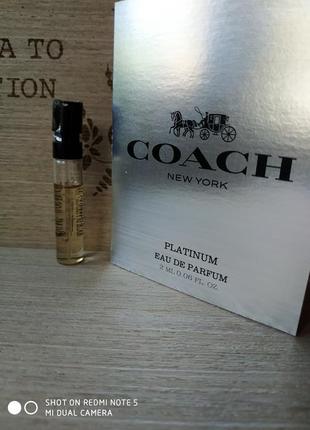 A TO
TION
COACH
NEW YORK
PLATINUM
EAU DE PARFUM
2 ML 0.06 FL. OZ.
SHOT ON REDMI NOTE 5
MI DUAL CAMERA